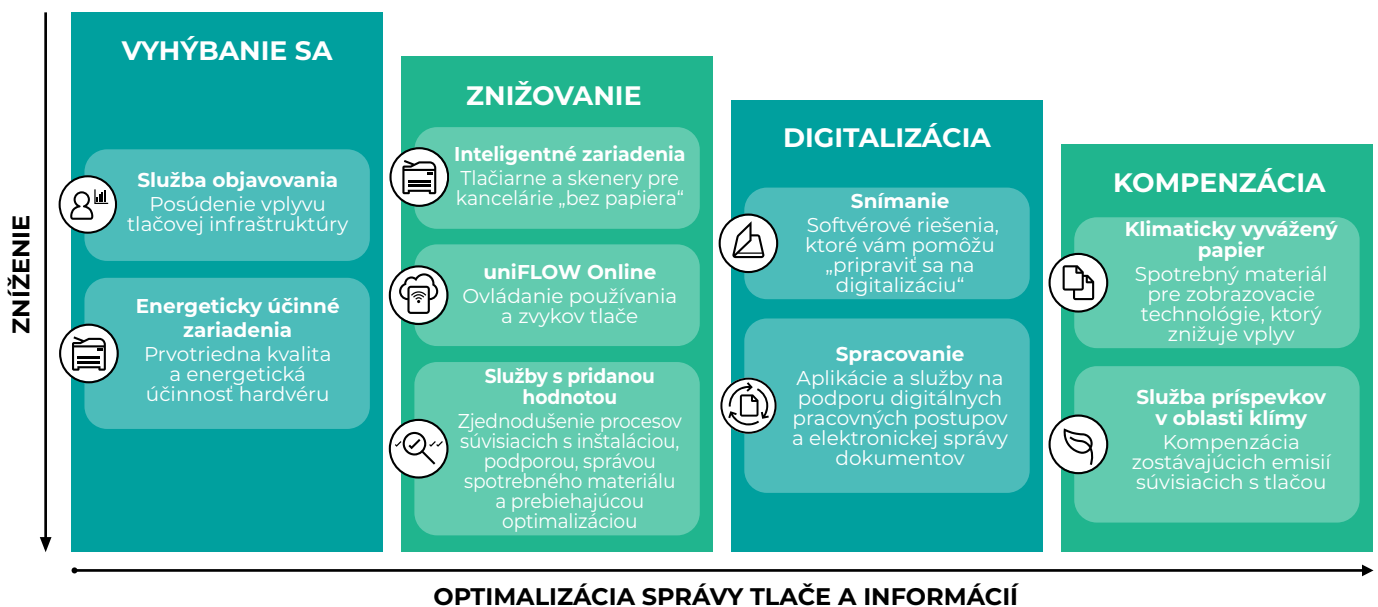 ZNÍŽENIE
VYHÝBANIE SA
Služba objavovania
Posúdenie vplyvu
tlačovej infraštruktúry
Energeticky účinné
zariadenia
Prvotriedna kvalita
a energetická
účinnosť hardvéru
ZNIŽOVANIE
Inteligentné zariadenia
Tlačiarne a skenery pre
kancelárie „bez papiera“
uniFLOW Online
Ovládanie používania
a zvykov tlače
Služby s pridanou
hodnotou
Zjednodušenie procesov
súvisiacich s inštaláciou,
podporou, správou
spotrebného materiálu
a prebiehajúcou
optimalizáciou
DIGITALIZÁCIA
Snímanie
Softvérové riešenia,
ktoré vám pomôžu
„pripraviť sa na
digitalizáciu“
Spracovanie
Aplikácie a služby na
podporu digitálnych
pracovných postupov
a elektronickej správy
dokumentov
KOMPENZÁCIA
Klimaticky vyvážený
papier
Spotrebný materiál
pre zobrazovacie
technológie, ktorý
znižuje vplyv
Služba príspevkov
v oblasti klímy
Kompenzácia
zostávajúcich emisií
súvisiacich s tlačou
OPTIMALIZÁCIA SPRÁVY TLAČE A INFORMÁCIÍ